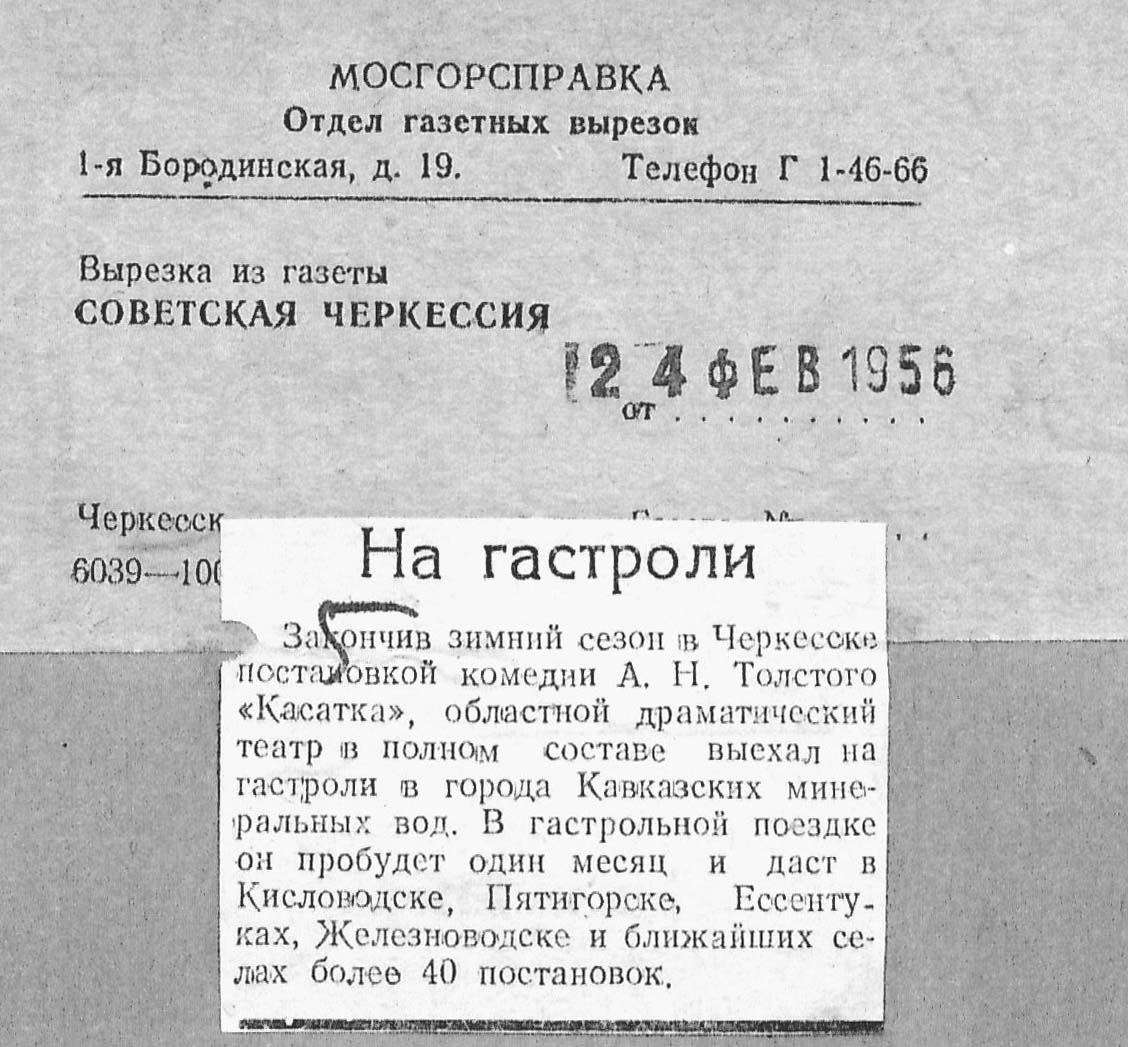 МОСГОРСПРАВКА
Отдел газетных вырезок
1-я Бородинская, д. 19. Телефон Г 1-46-66
Вырезка из газеты
СОВЕТСКАЯ ЧЕРКЕССИЯ
24 ФЕВ 1956
от . . . . . . . . . .
Черкесск
6039—100
На гастроли
Закончив зимний сезон в Черкесске
постановкой комедии А. Н. Толстого
«Касатка», областной драматический
театр в полном составе выехал на
гастроли в города Кавказских мине-
ральных вод. В гастрольной поездке
он пробудет один месяц и даст в
Кисловодске, Пятигорске, Ессенту-
ках, Железноводске и ближайших се-
лах более 40 постановок.